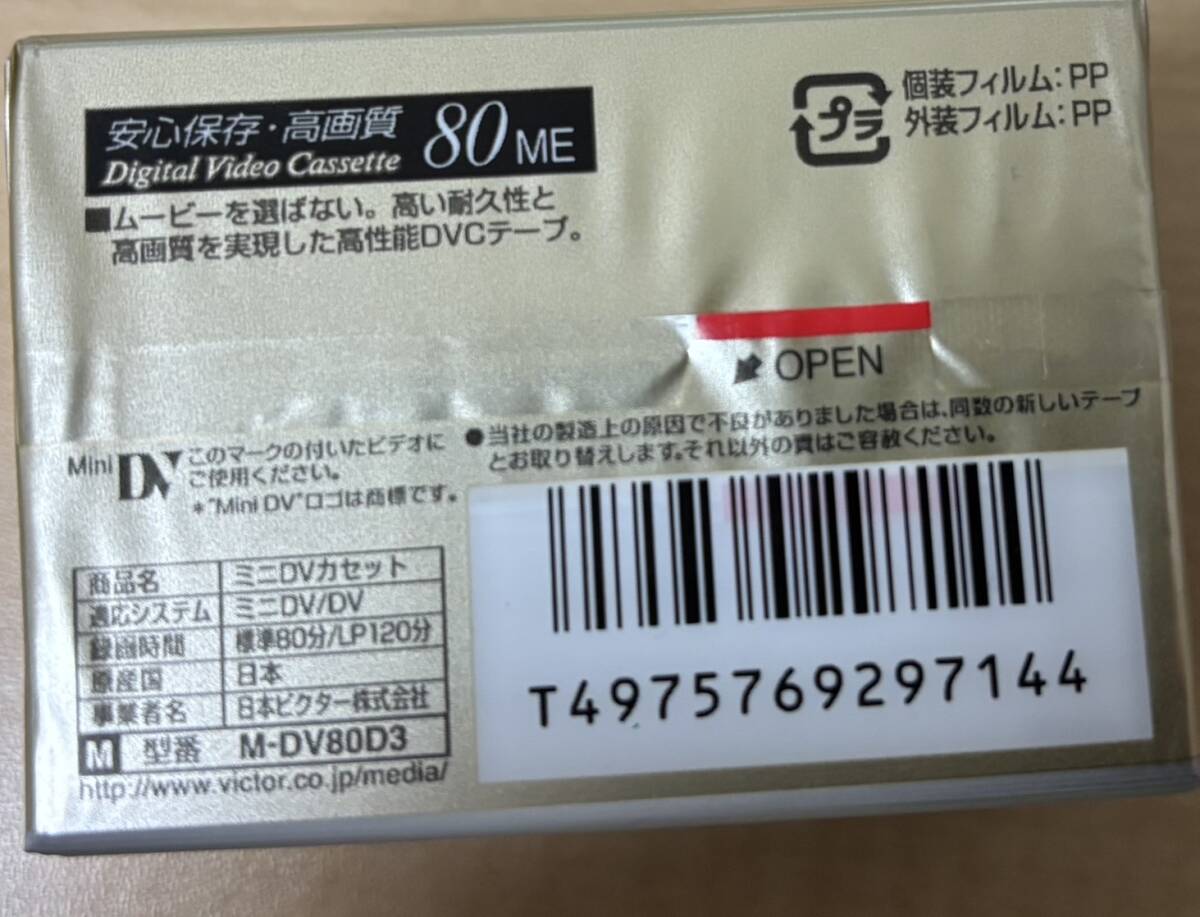 安心保存・高画質 80ME
Digital Video Cassette
■ムービーを選ばない。高い耐久性と
高画質を実現した高性能DVCテープ。
プラ
個装フィルム:PP
外装フィルム:PP
OPEN
●当社の製造上の原因で不良がありました場合は、同数の新しいテープ
とお取り替えします。それ以外の責はご容赦ください。
Mini DV
このマークの付いたビデオに
ご使用ください。
*"Mini DV"ロゴは商標です。
商品名 ミニDVカセット
適応システム ミニDV/DV
録画時間 標準80分/LP120分
原産国 日本
事業者名 日本ビクター株式会社
M 型番 M-DV80D3
http://www.victor.co.jp/media/
T4975769297144